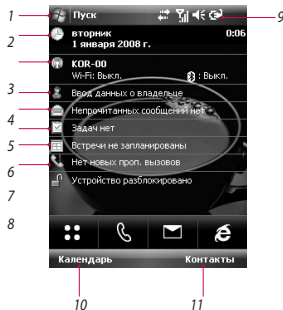 1
Пуск
9
2
вторник
0:06
1 января 2008 г.
KOR-00
Wi-Fi: Выкл.
: Выкл.
3
Ввод данных о владельце
Непрочитанных сообщений нет
4
Задач нет
5
Встречи не запланированы
6
Нет новых проп. вызовов
7
Устройство разблокировано
8
Календарь
Контакты
10
11